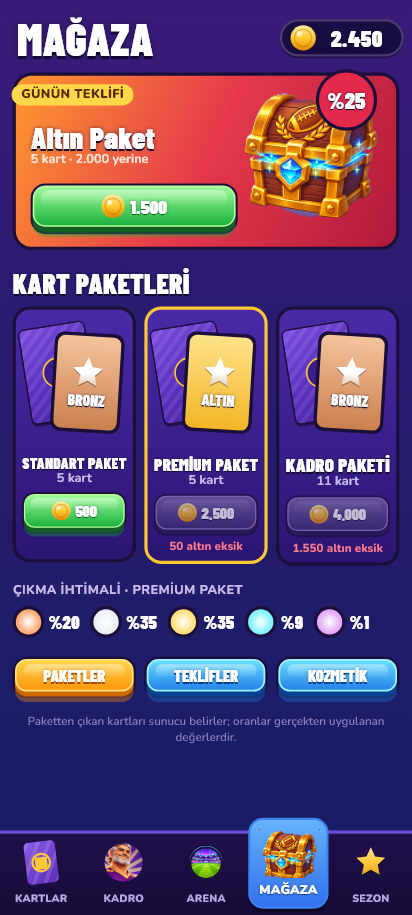 MAĞAZA
2.450
GÜNÜN TEKLİFİ
%25
Altın Paket
5 kart · 2.000 yerine
1.500
KART PAKETLERİ
BRONZ
ALTIN
BRONZ
STANDART PAKET
5 kart
500
PREMİUM PAKET
5 kart
2,500
50 altın eksik
KADRO PAKETİ
11 kart
4,000
1.550 altın eksik
ÇIKMA İHTİMALİ · PREMIUM PAKET
%20 %35 %35 %9 %1
PAKETLER TEKLİFLER KOZMETİK
Paketten çıkan kartları sunucu belirler; oranlar gerçekten uygulanan
değerlerdir.
KARTLAR KADRO ARENA MAĞAZA SEZON